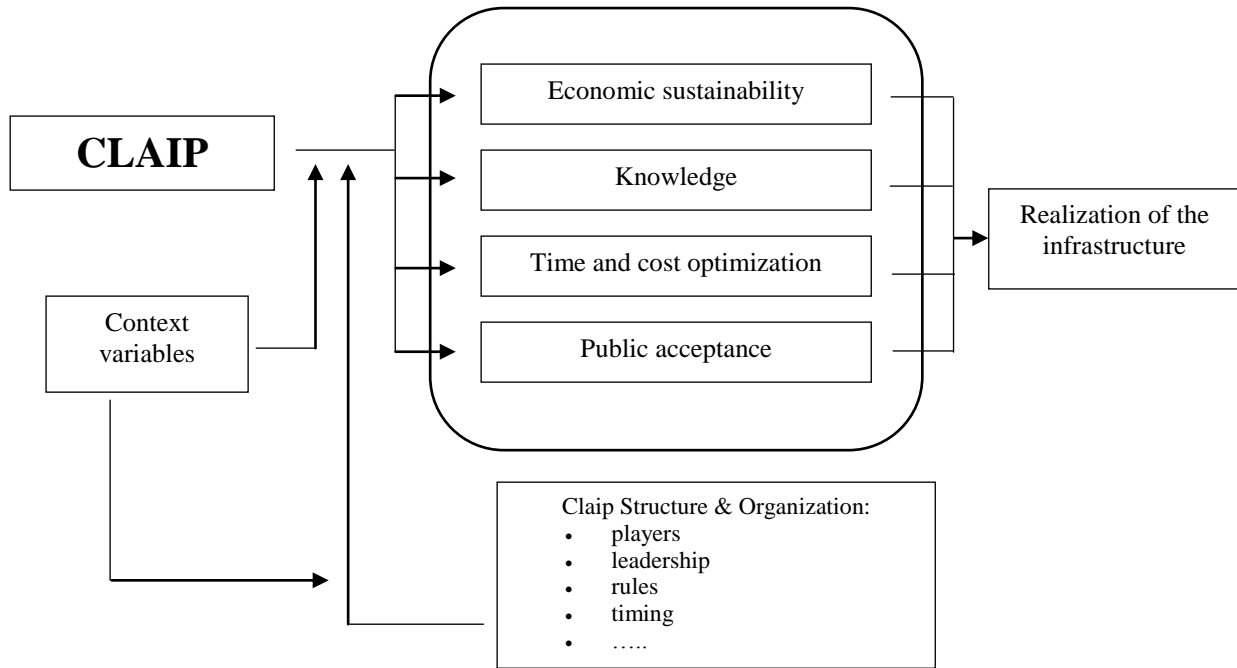 Economic sustainability
CLAIP
Knowledge
Realization of the
infrastructure
Time and cost optimization
Context
variables
Public acceptance
Claip Structure & Organization:
• players
• leadership
• rules
• timing
• …..